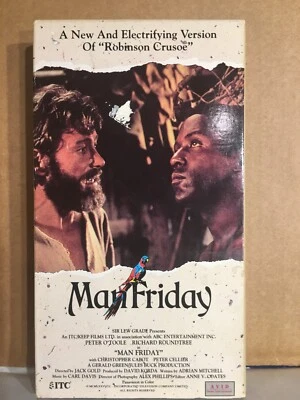 A New And Electrifying Version
Of "Robinson Crusoe"
Man Friday
SIR LEW GRADE Presents
An ITC/KEEP FILMS LTD. in association with ABC ENTERTAINMENT INC.
PETER O'TOOLE RICHARD ROUNDTREE
in
"MAN FRIDAY"
with CHRISTOPHER CABOT PETER CELLIER
A GERALD GREEN/JULES BUCK PRODUCTION
Directed by JACK GOLD Produced by DAVID KORDA Written by ADRIAN MITCHELL
Music by CARL DAVIS Director of Photography ALEX PHILLIPS ANNE V. COATES
ITC
AVID